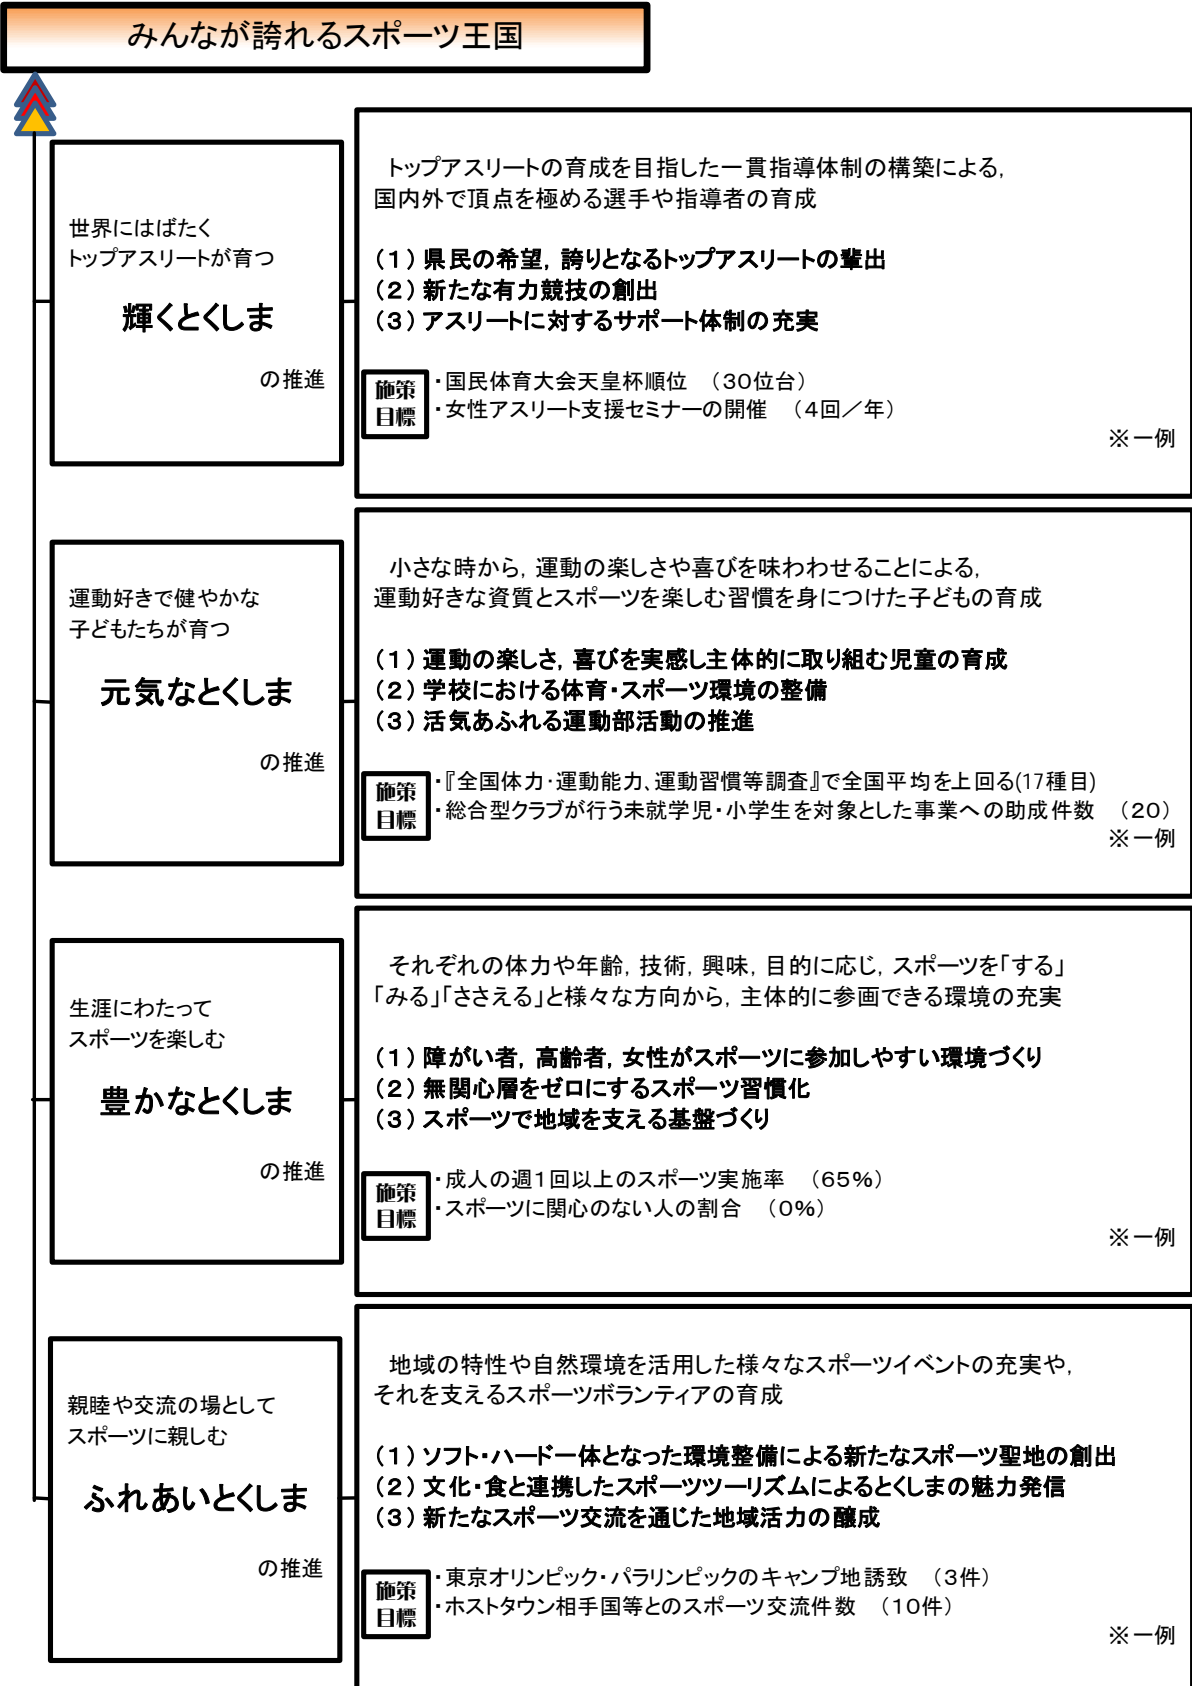 みんなが誇れるスポーツ王国
世界にはばたく
トップアスリートが育つ
輝くとくしま
の推進
トップアスリートの育成を目指した一貫指導体制の構築による,
国内外で頂点を極める選手や指導者の育成
(1) 県民の希望, 誇りとなるトップアスリートの輩出
(2) 新たな有力競技の創出
(3) アスリートに対するサポート体制の充実
施策
目標
・国民体育大会天皇杯順位 (30位台)
・女性アスリート支援セミナーの開催 (4回/年)
※一例
運動好きで健やかな
子どもたちが育つ
元気なとくしま
の推進
小さな時から, 運動の楽しさや喜びを味わわせることによる,
運動好きな資質とスポーツを楽しむ習慣を身につけた子どもの育成
(1) 運動の楽しさ, 喜びを実感し主体的に取り組む児童の育成
(2) 学校における体育・スポーツ環境の整備
(3) 活気あふれる運動部活動の推進
施策
目標
・『全国体力・運動能力、運動習慣等調査』で全国平均を上回る(17種目)
・総合型クラブが行う未就学児・小学生を対象とした事業への助成件数 (20)
※一例
生涯にわたって
スポーツを楽しむ
豊かなとくしま
の推進
それぞれの体力や年齢, 技術, 興味, 目的に応じ, スポーツを「する」
「みる」「ささえる」と様々な方向から, 主体的に参画できる環境の充実
(1) 障がい者, 高齢者, 女性がスポーツに参加しやすい環境づくり
(2) 無関心層をゼロにするスポーツ習慣化
(3) スポーツで地域を支える基盤づくり
施策
目標
・成人の週1回以上のスポーツ実施率 (65%)
・スポーツに関心のない人の割合 (0%)
※一例
親睦や交流の場として
スポーツに親しむ
ふれあいとくしま
の推進
地域の特性や自然環境を活用した様々なスポーツイベントの充実や,
それを支えるスポーツボランティアの育成
(1) ソフト・ハード一体となった環境整備による新たなスポーツ聖地の創出
(2) 文化・食と連携したスポーツツーリズムによるとくしまの魅力発信
(3) 新たなスポーツ交流を通じた地域活力の醸成
施策
目標
・東京オリンピック・パラリンピックのキャンプ地誘致 (3件)
・ホストタウン相手国等とのスポーツ交流件数 (10件)
※一例